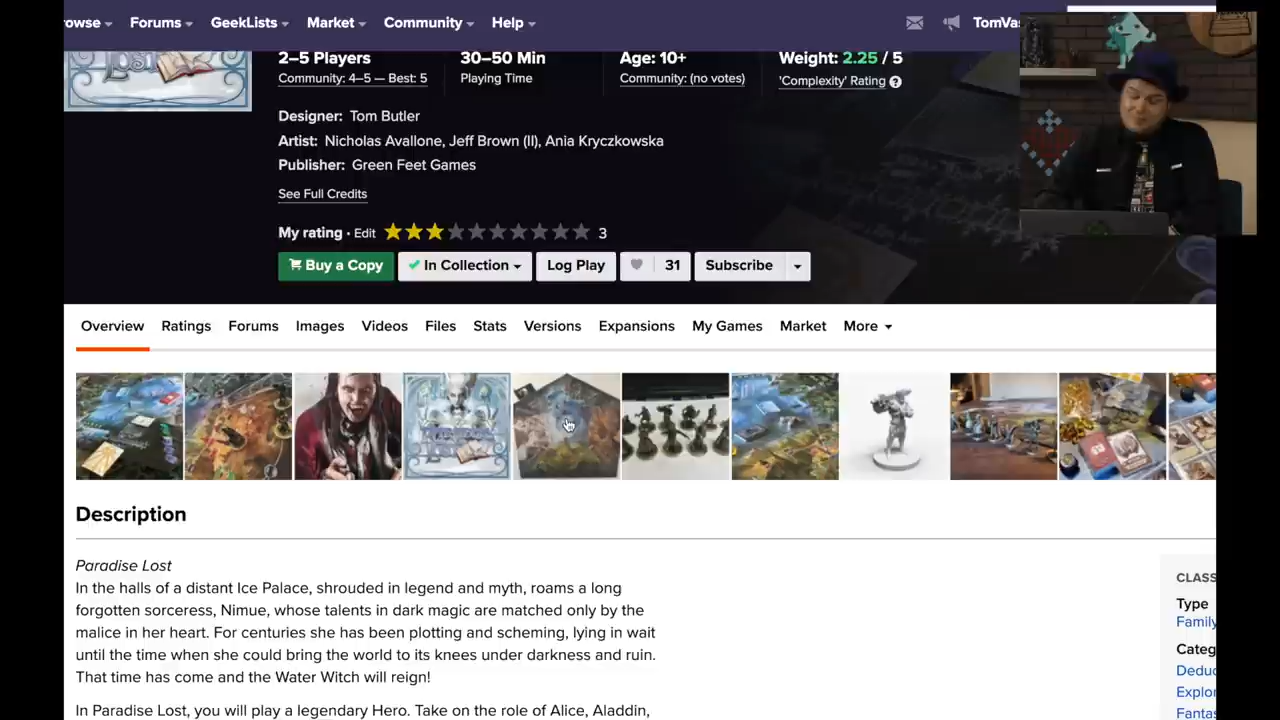 rowse Forums GeekLists Market Community Help TomVas
LOST
2–5 Players 30–50 Min Age: 10+ Weight: 2.25 / 5
Community: 4–5 — Best: 5 Playing Time Community: (no votes) 'Complexity' Rating ?
Designer: Tom Butler
Artist: Nicholas Avallone, Jeff Brown (II), Ania Kryczkowska
Publisher: Green Feet Games
See Full Credits
My rating • Edit 3
Buy a Copy In Collection Log Play 31 Subscribe
Overview Ratings Forums Images Videos Files Stats Versions Expansions My Games Market More
Description
Paradise Lost
In the halls of a distant Ice Palace, shrouded in legend and myth, roams a long
forgotten sorceress, Nimue, whose talents in dark magic are matched only by the
malice in her heart. For centuries she has been plotting and scheming, lying in wait
until the time when she could bring the world to its knees under darkness and ruin.
That time has come and the Water Witch will reign!
In Paradise Lost, you will play a legendary Hero. Take on the role of Alice, Aladdin,
CLASS
Type
Family
Categ
Deduc
Explor
Fantas